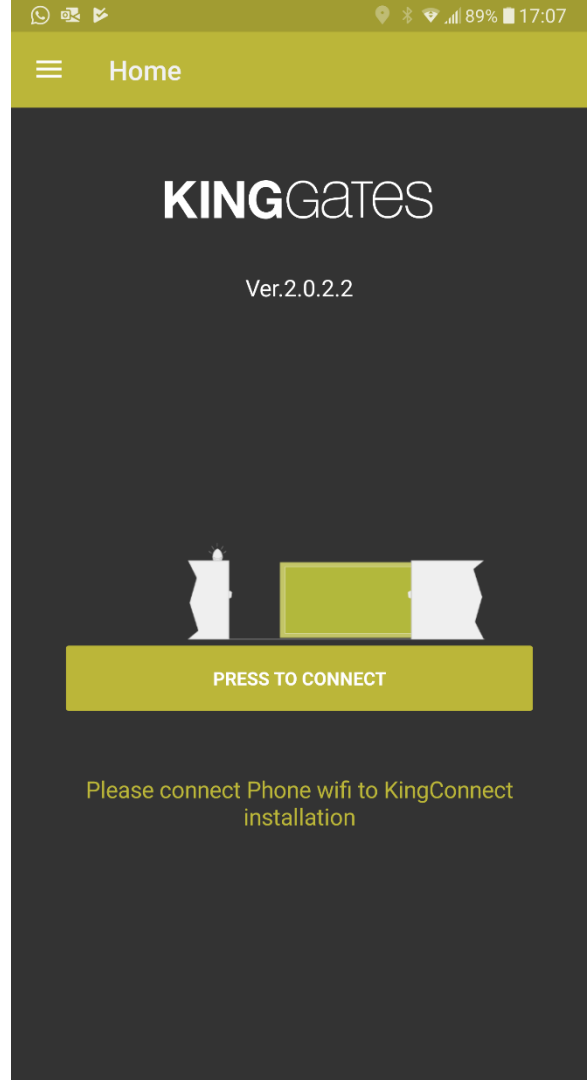 89% 17:07
Home
KINGGaTes
Ver.2.0.2.2
PRESS TO CONNECT
Please connect Phone wifi to KingConnect
installation